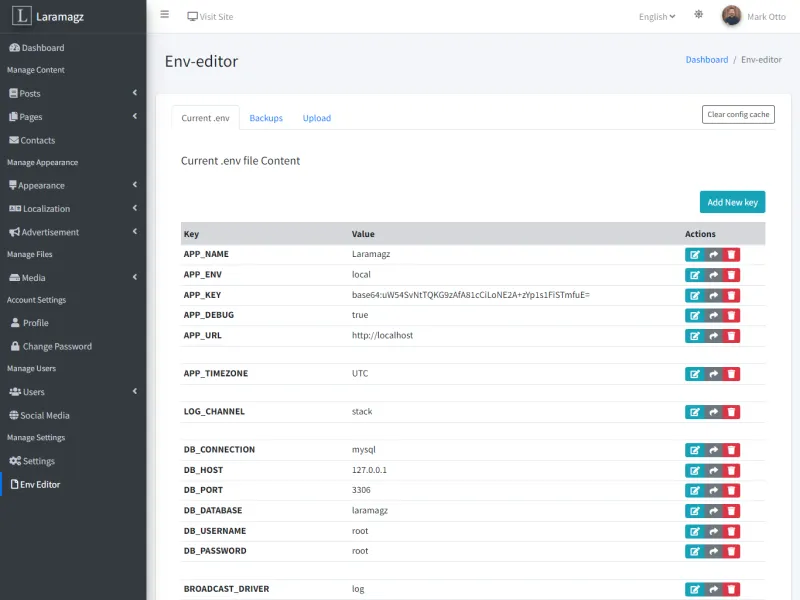 L Laramagz
Visit Site
English
Mark Otto
Dashboard
Manage Content
Posts
Pages
Contacts
Manage Appearance
Appearance
Localization
Advertisement
Manage Files
Media
Account Settings
Profile
Change Password
Manage Users
Users
Social Media
Manage Settings
Settings
Env Editor
Env-editor
Dashboard / Env-editor
Current .env Backups Upload
Clear config cache
Current .env file Content
Add New key
Key Value Actions
APP_NAME Laramagz
APP_ENV local
APP_KEY base64:uW54SvNtTQKG9zAfA81cCiLoNE2A+zYp1s1FiSTmfuE=
APP_DEBUG true
APP_URL http://localhost
APP_TIMEZONE UTC
LOG_CHANNEL stack
DB_CONNECTION mysql
DB_HOST 127.0.0.1
DB_PORT 3306
DB_DATABASE laramagz
DB_USERNAME root
DB_PASSWORD root
BROADCAST_DRIVER log